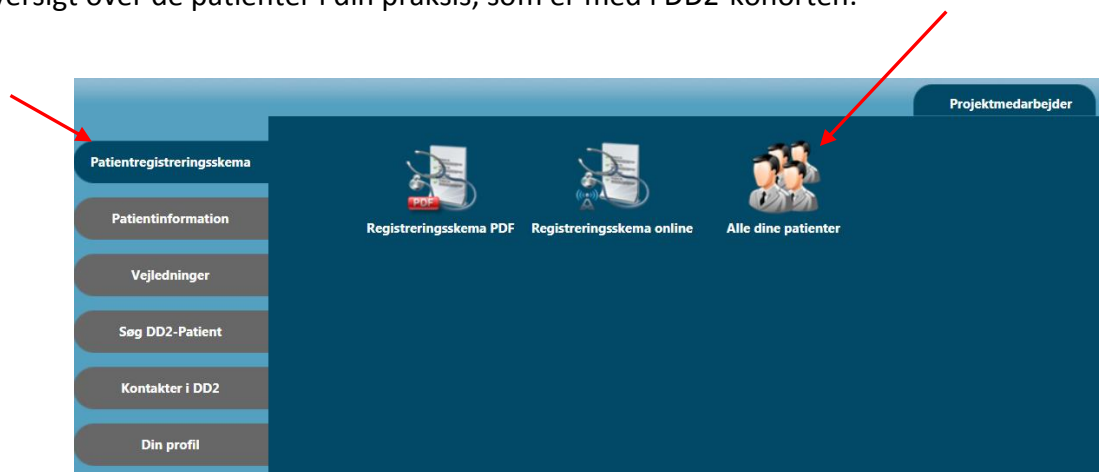 versigt over de patienter i din praksis, som er med i DD2-kohorten.
Projektmedarbejder
Patientregistreringsskema
Patientinformation
Vejledninger
Søg DD2-Patient
Kontakter i DD2
Din profil
PDF
Registreringsskema PDF
Registreringsskema online
Alle dine patienter